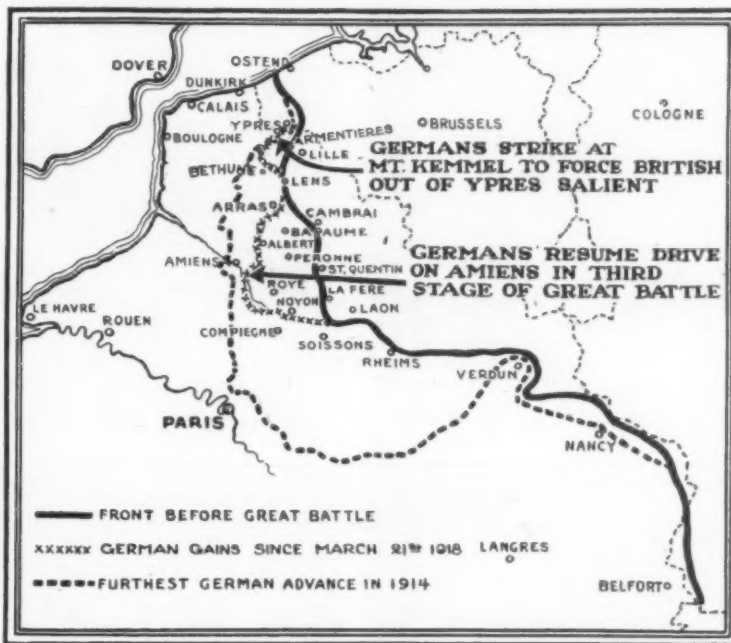 DOVER
OSTEND
DUNKIRK
CALAIS
YPRES
ARMENTIERES
BRUSSELS
COLOGNE
BOULOGNE
LILLE
GERMANS STRIKE AT
MT. KEMMEL TO FORCE BRITISH
OUT OF YPRES SALIENT
BETHUNE
LENS
ARRAS
CAMBRAI
BAPAUME
ALBERT
PERONNE
GERMANS' RESUME DRIVE
ON AMIENS IN THIRD
STAGE OF GREAT BATTLE
AMIENS
ST. QUENTIN
ROYE
LA FERE
NOYON
LAON
LE HAVRE
ROUEN
COMPIEGNE
SOISSONS
RHEIMS
VERDUN
PARIS
NANCY
FRONT BEFORE GREAT BATTLE
GERMAN GAINS SINCE MARCH 21ST 1918
LANGRES
FURTHEST GERMAN ADVANCE IN 1914
BELFORT